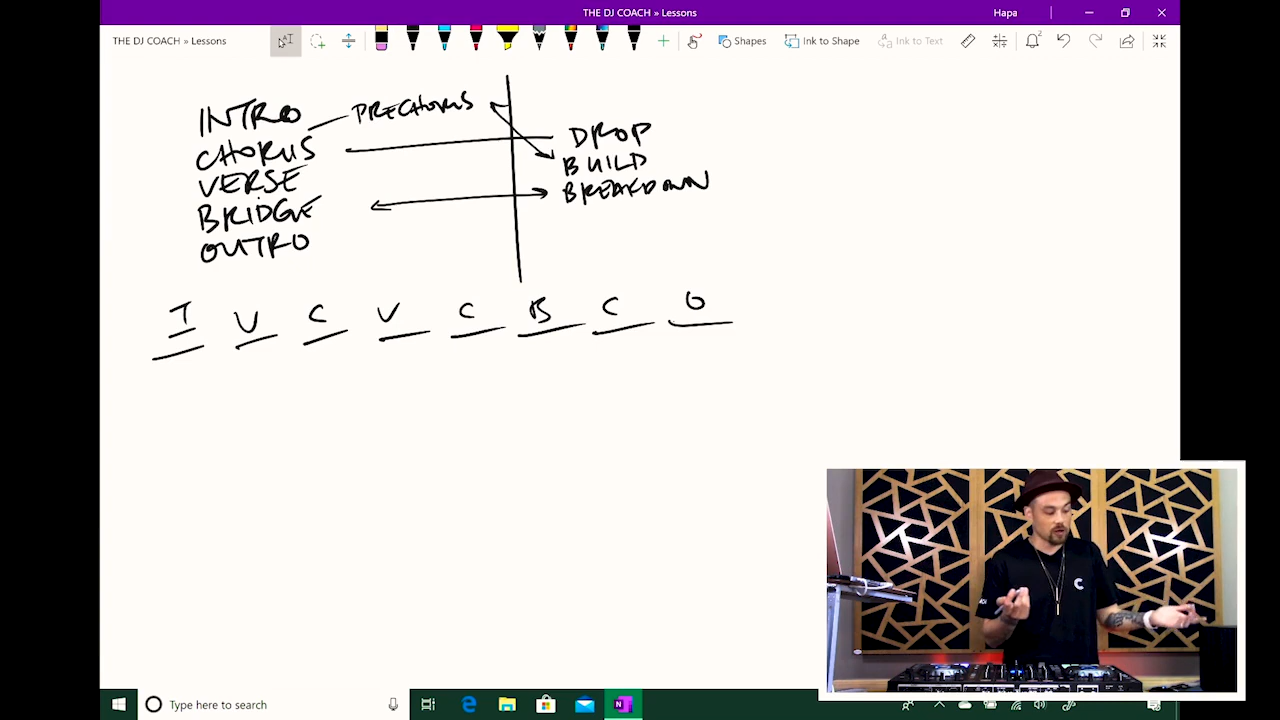 THE DJ COACH » Lessons
Hapa
THE DJ COACH » Lessons
Shapes
Ink to Shape
Ink to Text
INTRO
PRECHORUS
CHORUS
VERSE
BRIDGE
OUTRO
DROP
BUILD
BREAKDOWN
I V C V C B C O
C
Type here to search